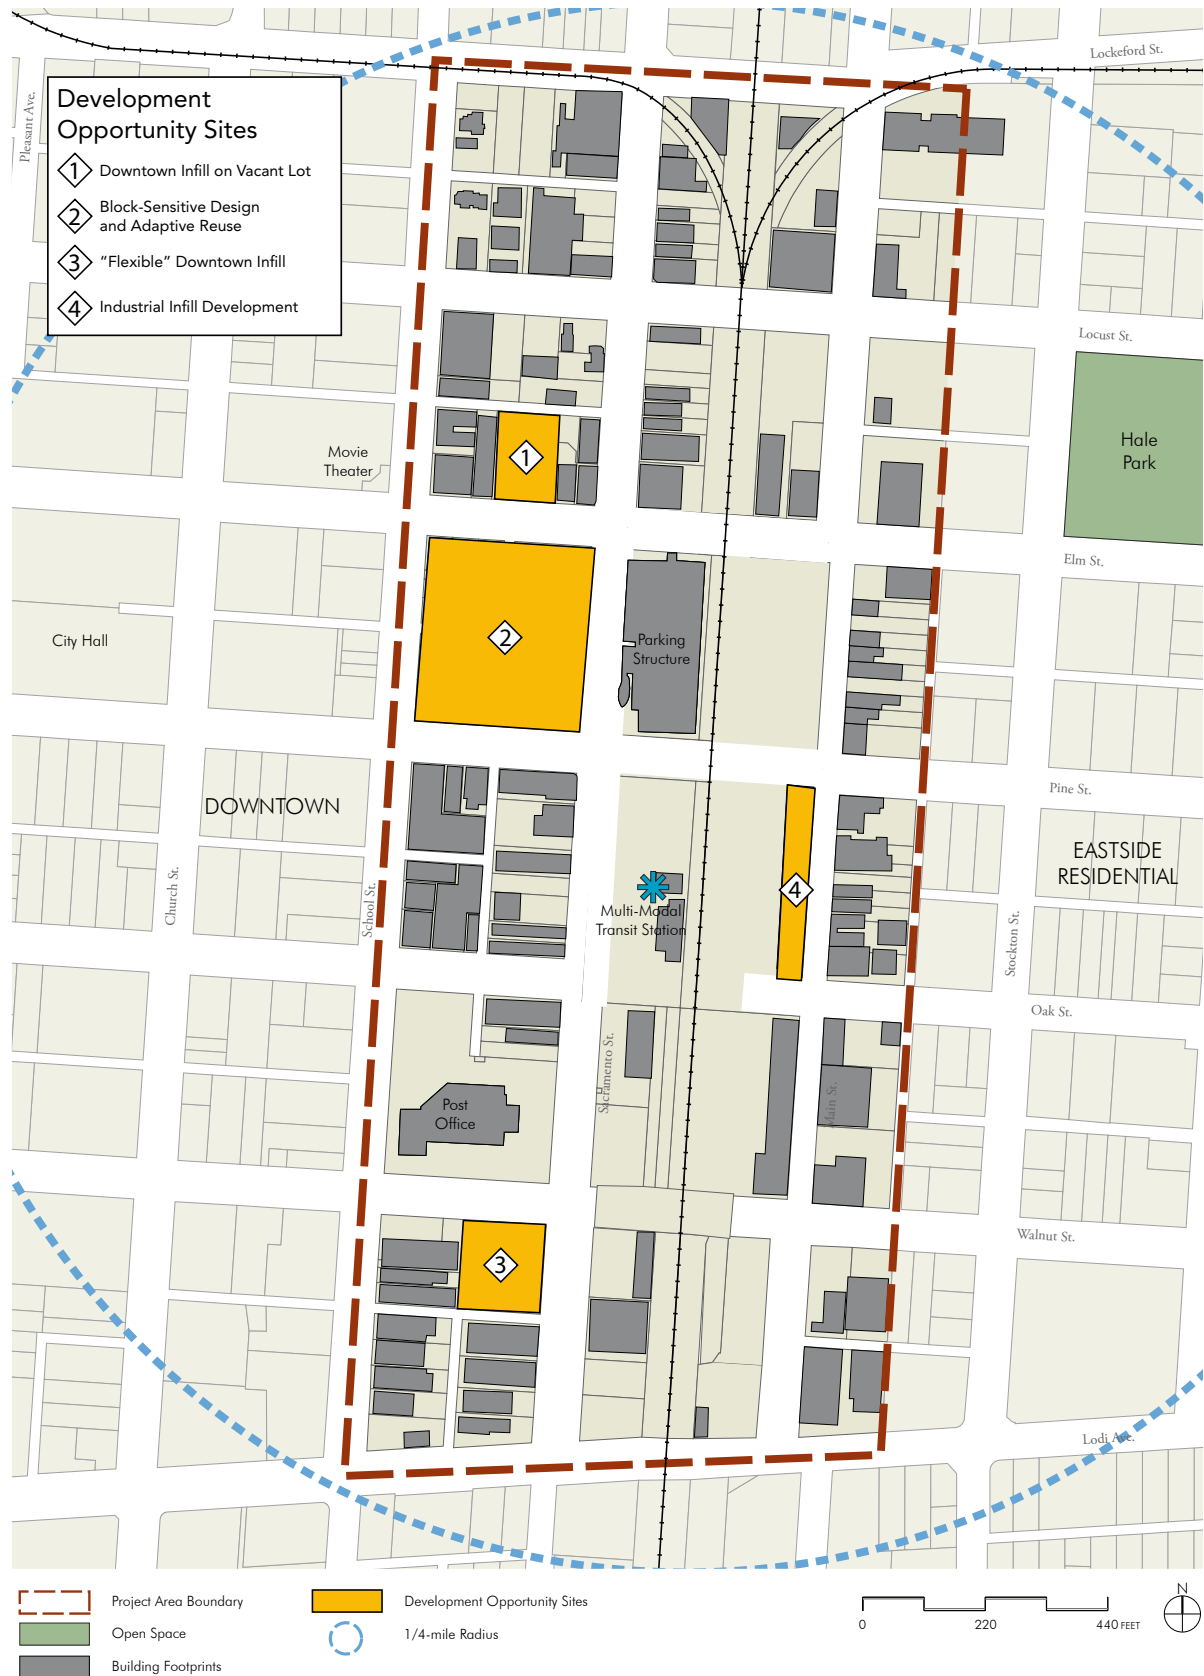 Lockeford St.
Pleasant Ave.
Development
Opportunity Sites
1 Downtown Infill on Vacant Lot
2 Block-Sensitive Design
and Adaptive Reuse
3 “Flexible” Downtown Infill
4 Industrial Infill Development
Locust St.
Hale
Park
Movie
Theater
1
Elm St.
City Hall
2
Parking
Structure
Pine St.
DOWNTOWN
EASTSIDE
RESIDENTIAL
Church St.
School St.
4
Multi-Modal
Transit Station
Stockton St.
Oak St.
Sacramento St.
Main St.
Post
Office
Walnut St.
3
Lodi Ave.
Project Area Boundary
Open Space
Building Footprints
Development Opportunity Sites
1/4-mile Radius
0 220 440 FEET
N